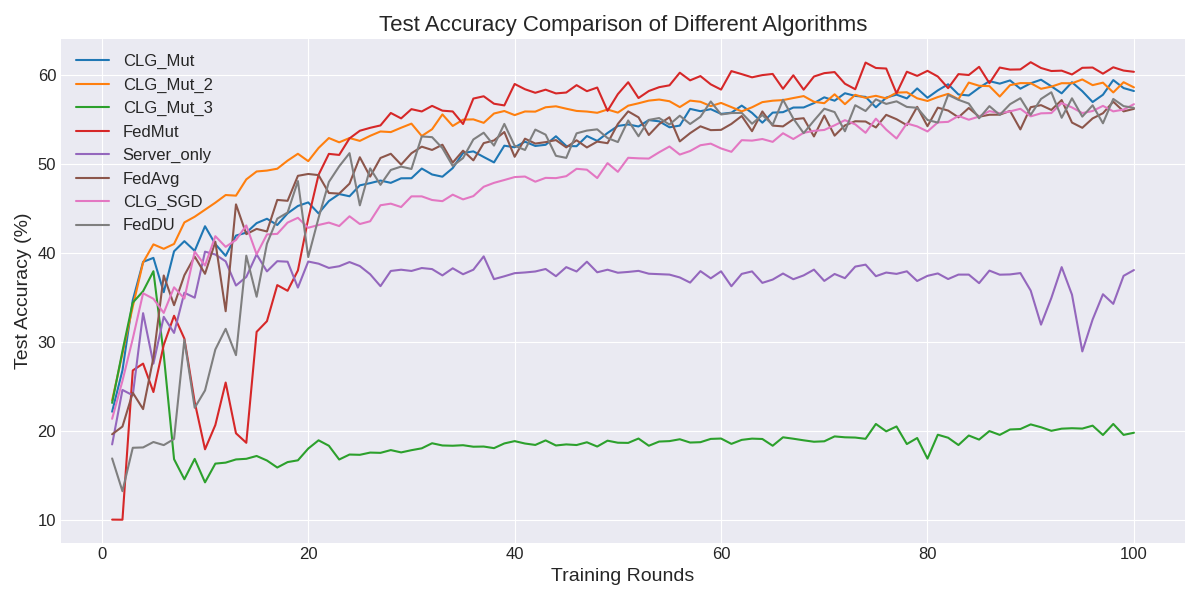 Test Accuracy Comparison of Different Algorithms
CLG_Mut
CLG_Mut_2
CLG_Mut_3
FedMut
Server_only
FedAvg
CLG_SGD
FedDU
Test Accuracy (%)
60
50
40
30
20
10
0
20
40
60
80
100
Training Rounds